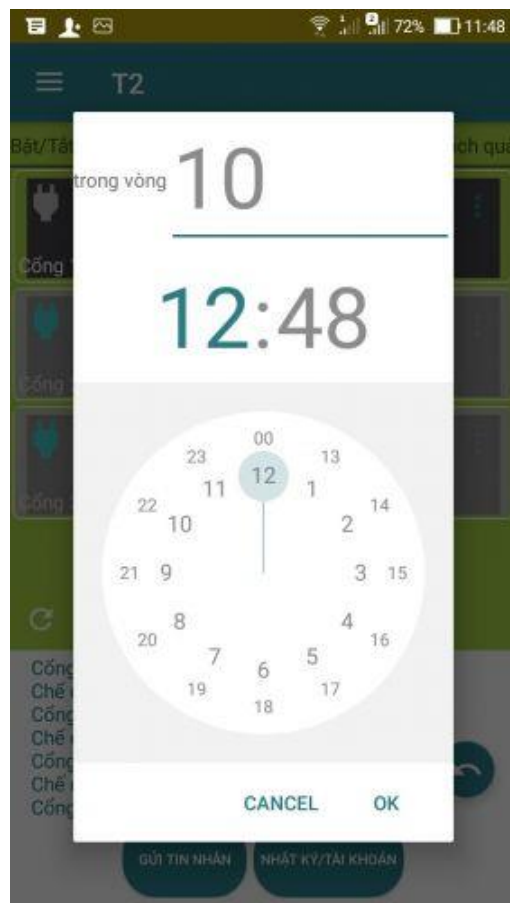 72% 11:48
T2
Bật/Tắt ch quá
trong vòng 10
Cổng
12:48
Cổng
Cổng
00
23 13
12
11 1
22 14
10 2
21 9 3 15
8 4
20 16
7 5
6
19 17
18
Cổng
Chế
Cổng
Chế
Cổng
Chế
Cổng
CANCEL OK
GỬI TIN NHẮN NHẬT KÝ/TÀI KHOẢN